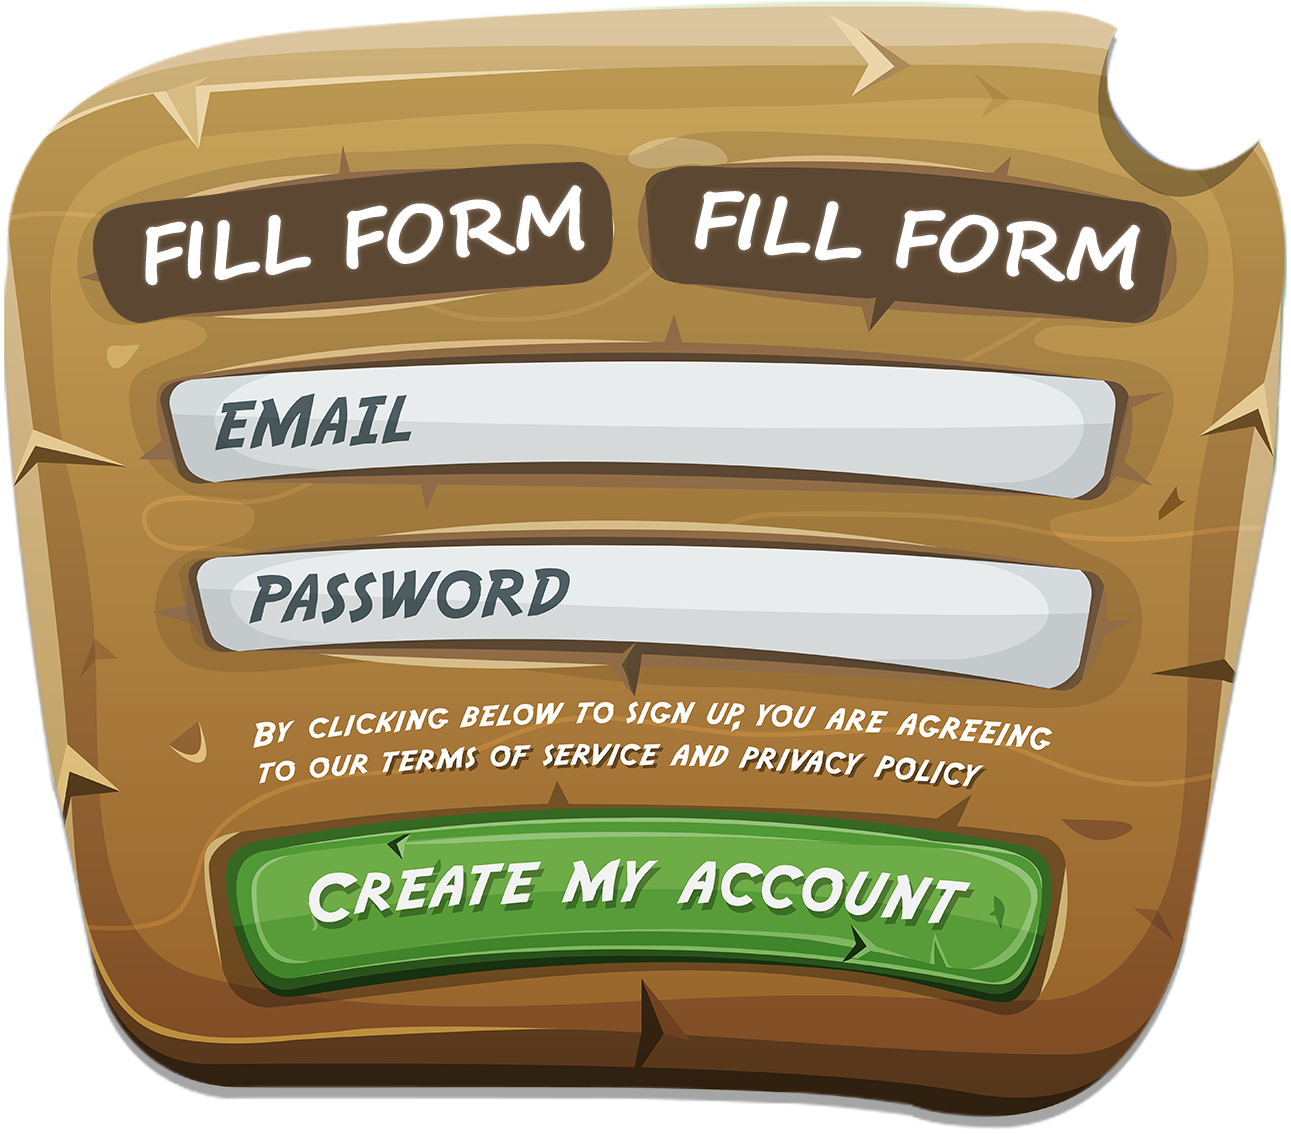 FILL FORM FILL FORM
EMAIL
PASSWORD
BY CLICKING BELOW TO SIGN UP, YOU ARE AGREEING
TO OUR TERMS OF SERVICE AND PRIVACY POLICY
CREATE MY ACCOUNT